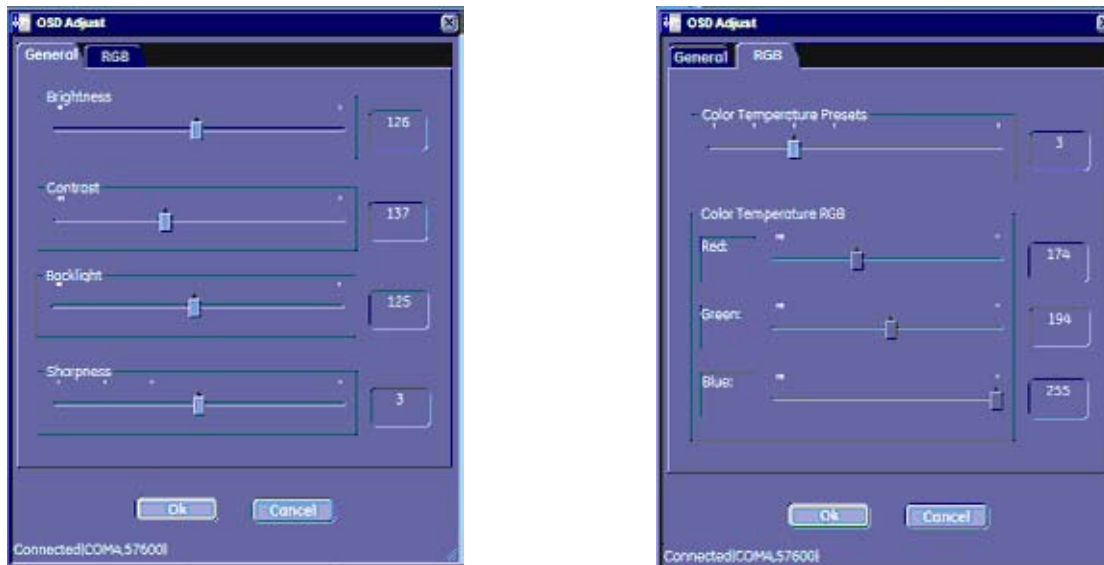 OSD Adjust
General RGB
Brightness
126
Contrast
137
Backlight
125
Sharpness
3
Ok Cancel
Connected(COM4,57600)
OSD Adjust
General RGB
Color Temperature Presets
3
Color Temperature RGB
Red:
174
Green:
194
Blue:
255
Ok Cancel
Connected(COM4,57600)